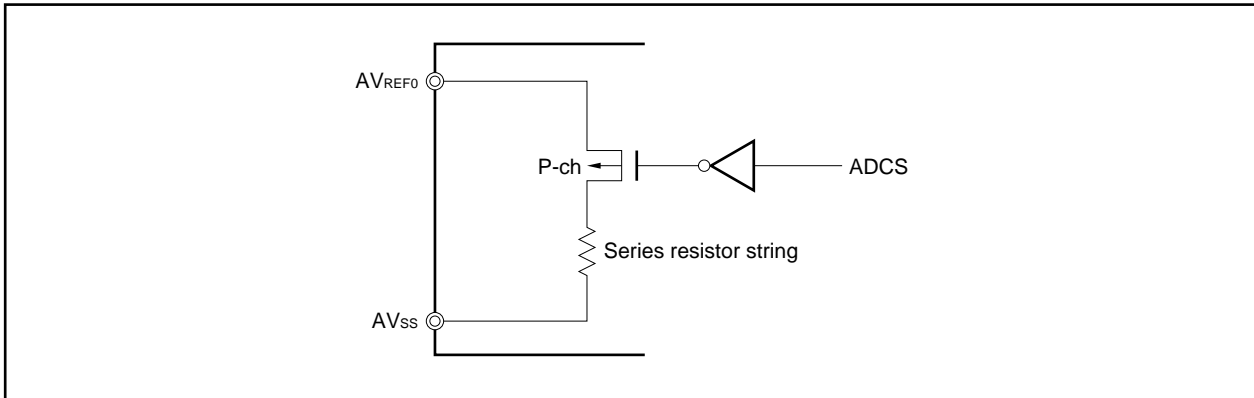 AVREF0
P-ch
ADCS
Series resistor string
AVSS